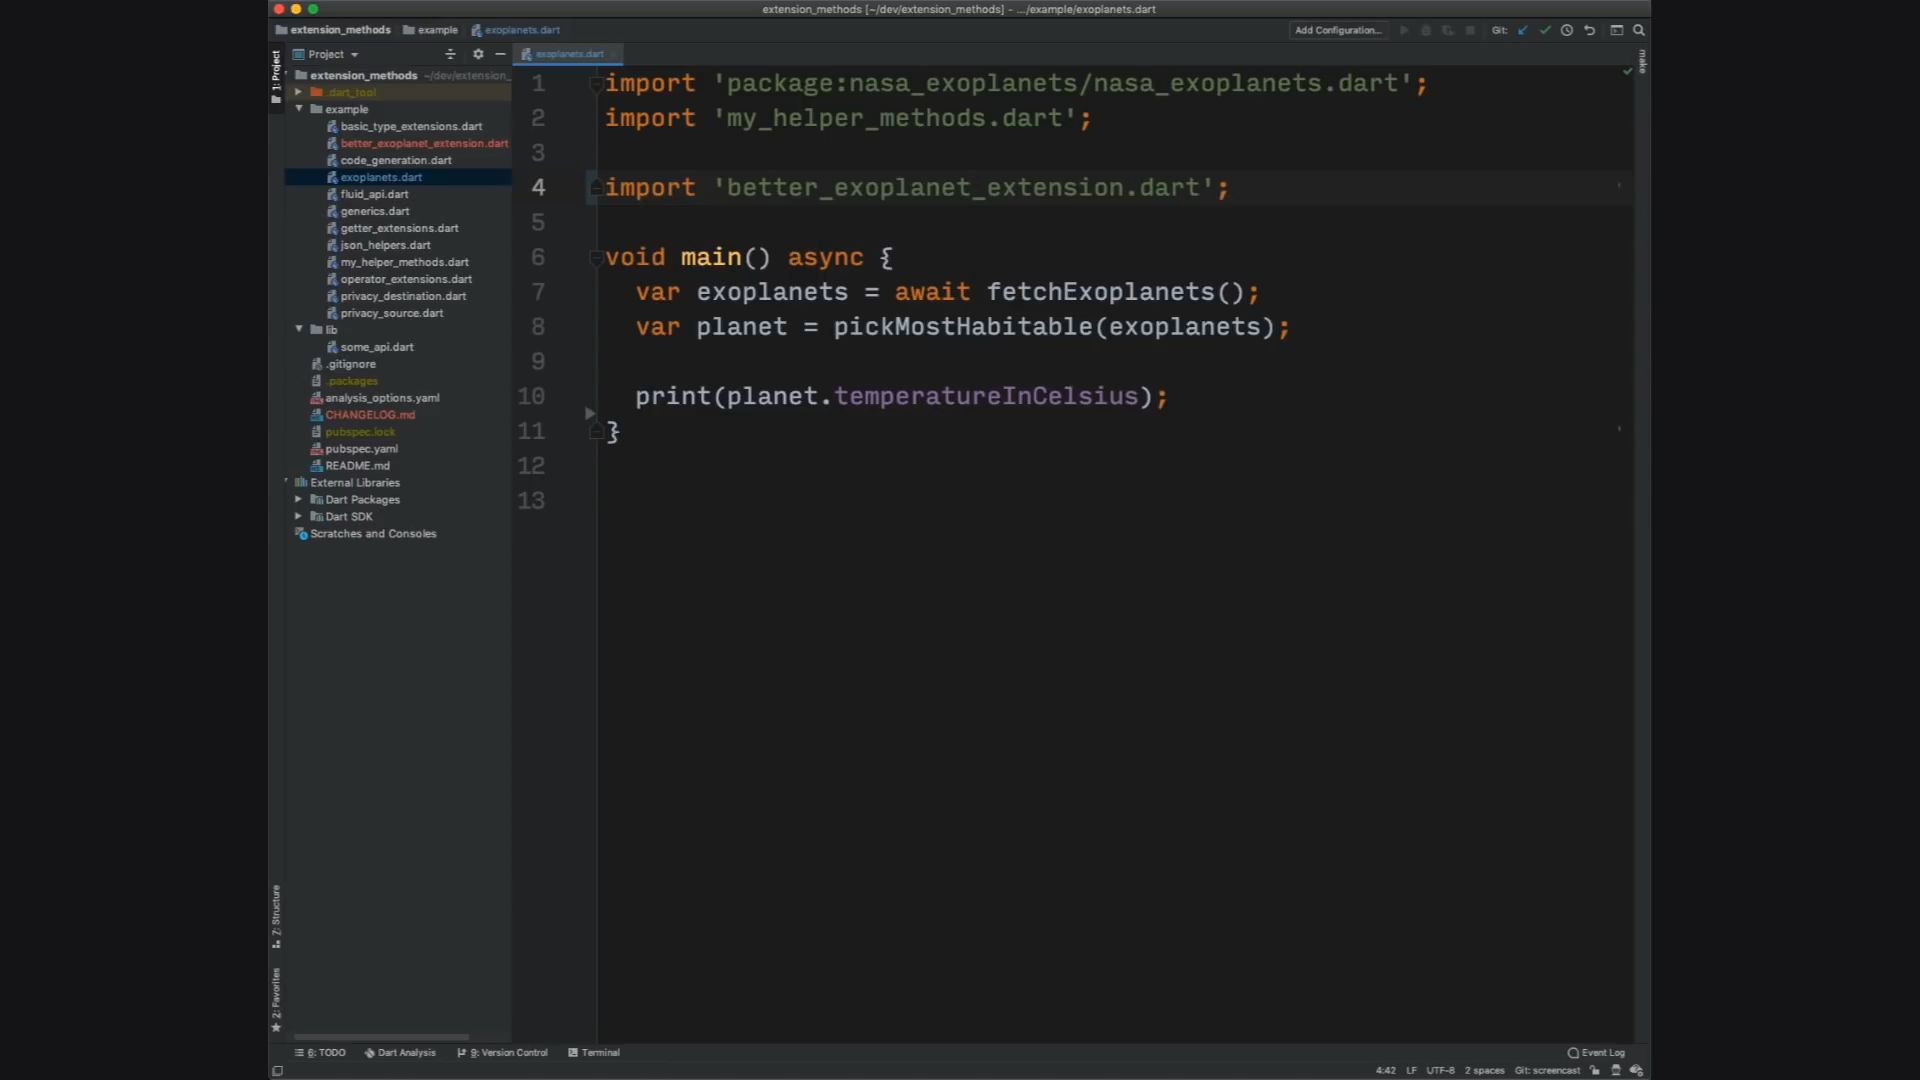 extension_methods [~/dev/extension_methods] - .../example/exoplanets.dart
extension_methods example exoplanets.dart
Add Configuration... Git:
Project
exoplanets.dart
1: Project
make
extension_methods ~/dev/extension_
.dart_tool
example
basic_type_extensions.dart
better_exoplanet_extension.dart
code_generation.dart
exoplanets.dart
fluid_api.dart
generics.dart
getter_extensions.dart
json_helpers.dart
my_helper_methods.dart
operator_extensions.dart
privacy_destination.dart
privacy_source.dart
lib
some_api.dart
.gitignore
.packages
analysis_options.yaml
CHANGELOG.md
pubspec.lock
pubspec.yaml
README.md
External Libraries
Dart Packages
Dart SDK
Scratches and Consoles
1 import 'package:nasa_exoplanets/nasa_exoplanets.dart';
2 import 'my_helper_methods.dart';
3
4 import 'better_exoplanet_extension.dart';
5
6 void main() async {
7 var exoplanets = await fetchExoplanets();
8 var planet = pickMostHabitable(exoplanets);
9
10 print(planet.temperatureInCelsius);
11 }
12
13
Z: Structure
2: Favorites
6: TODO Dart Analysis 9: Version Control Terminal Event Log
4:42 LF UTF-8 2 spaces Git: screencast